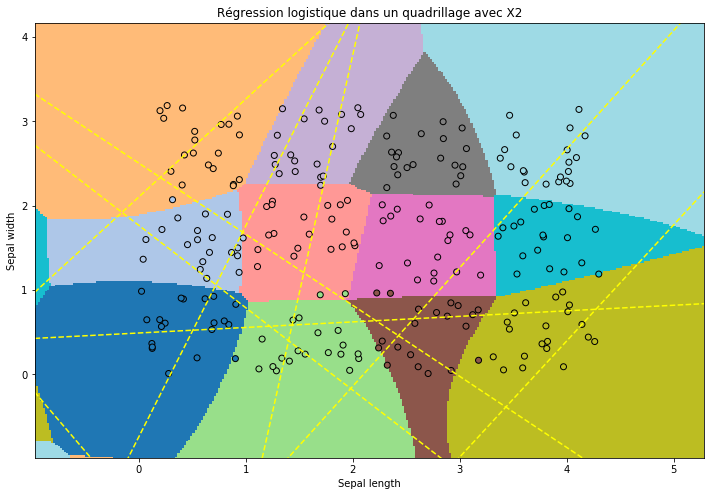 Régression logistique dans un quadrillage avec X2
4
3
2
1
0
Sepal width
0 1 2 3 4 5
Sepal length